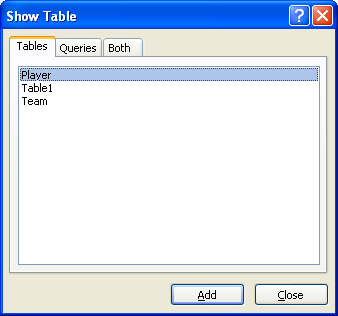 Show Table
Tables Queries Both
Player
Table1
Team
Add Close